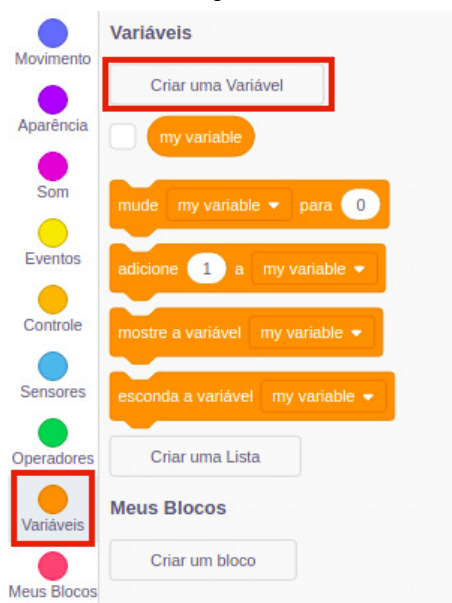 Movimento
Aparência
Som
Eventos
Controle
Sensores
Operadores
Variáveis
Meus Blocos
Variáveis
Criar uma Variável
my variable
mude my variable para 0
adicione 1 a my variable
mostre a variável my variable
esconda a variável my variable
Criar uma Lista
Meus Blocos
Criar um bloco